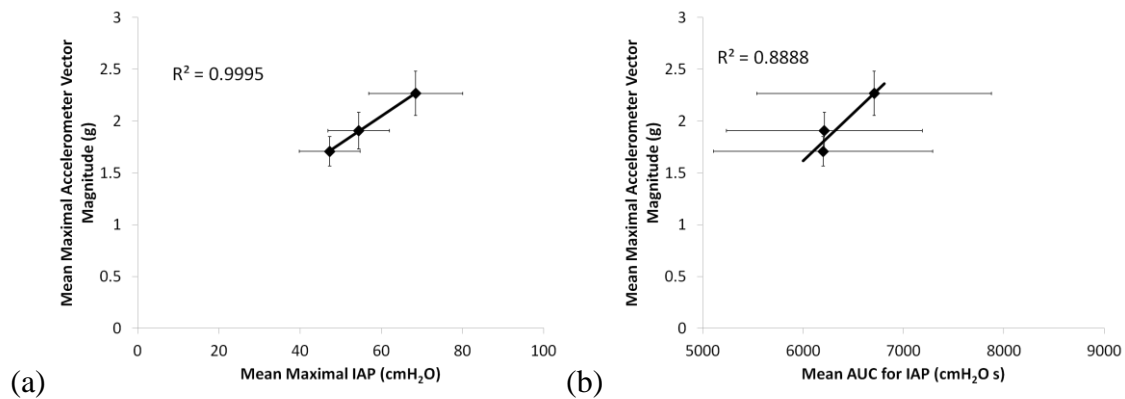 3
2.5
2
1.5
1
0.5
0
R² = 0.9995
Mean Maximal Accelerometer Vector
Magnitude (g)
0 20 40 60 80 100
Mean Maximal IAP (cmH₂O)
(a)
3
2.5
2
1.5
1
0.5
0
R² = 0.8888
Mean Maximal Accelerometer Vector
Magnitude (g)
5000 6000 7000 8000 9000
Mean AUC for IAP (cmH₂O s)
(b)